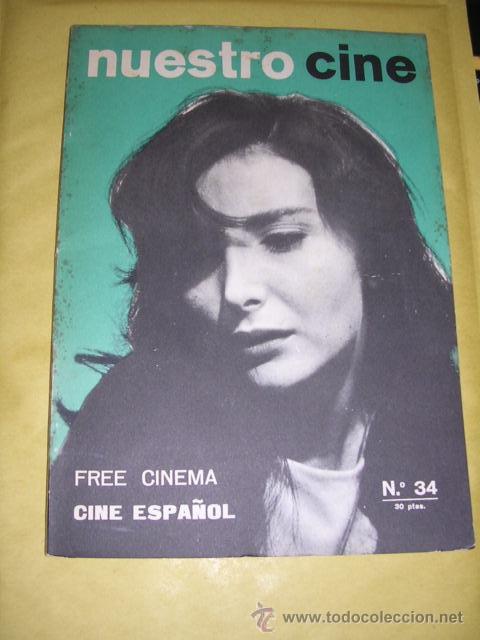 nuestro cine
FREE CINEMA
CINE ESPAÑOL
N.º 34
30 ptas.
www.todocoleccion.net